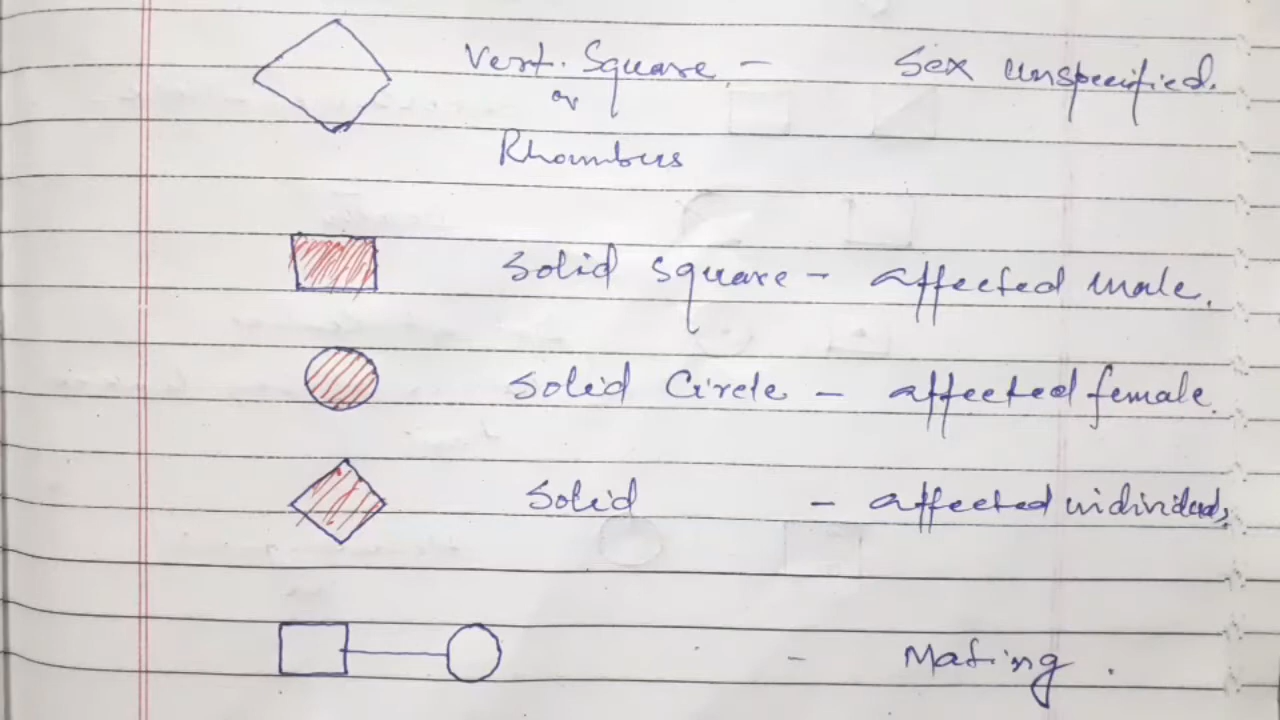 Vert. Square - Sex unspecified.
or
Rhombus
Solid square - affected male.
Solid Circle - affected female.
Solid - affected individual,
- Mating.